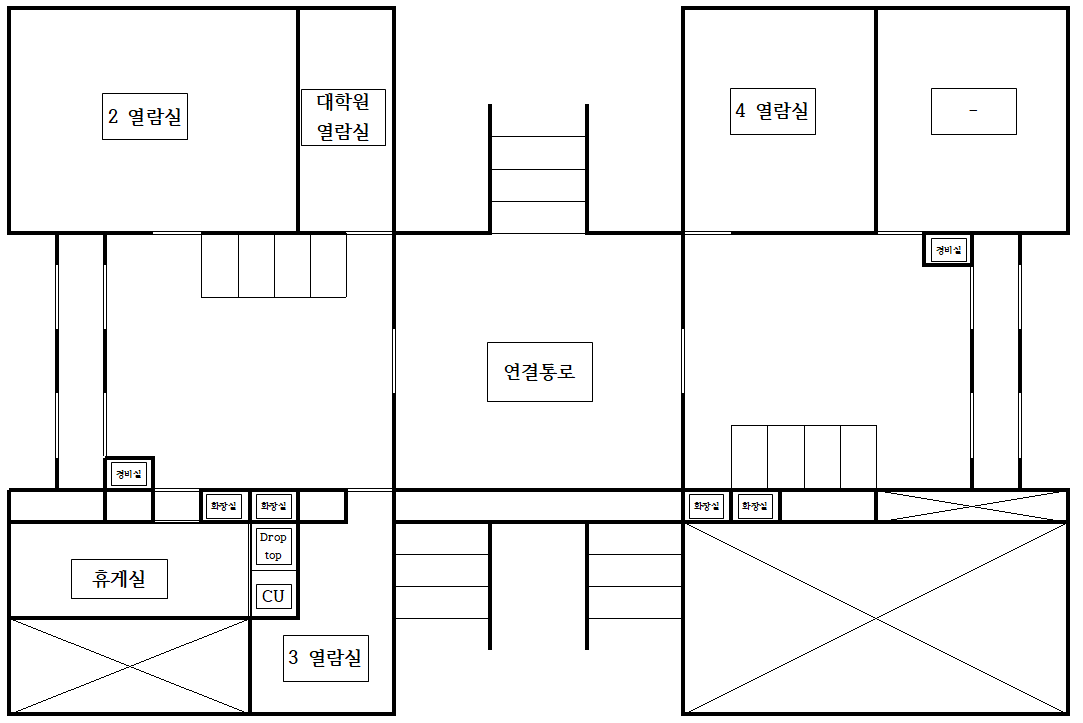 2 열람실
대학원
열람실
4 열람실
-
경비실
연결통로
경비실
화장실
화장실
화장실
화장실
Drop
top
휴게실
CU
3 열람실